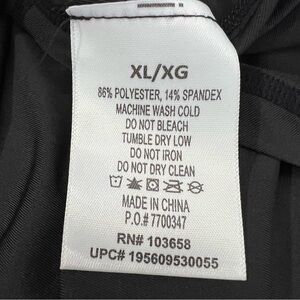 XL/XG
86% POLYESTER, 14% SPANDEX
MACHINE WASH COLD
DO NOT BLEACH
TUMBLE DRY LOW
DO NOT IRON
DO NOT DRY CLEAN
MADE IN CHINA
P.O.# 7700347
RN# 103658
UPC# 195609530055